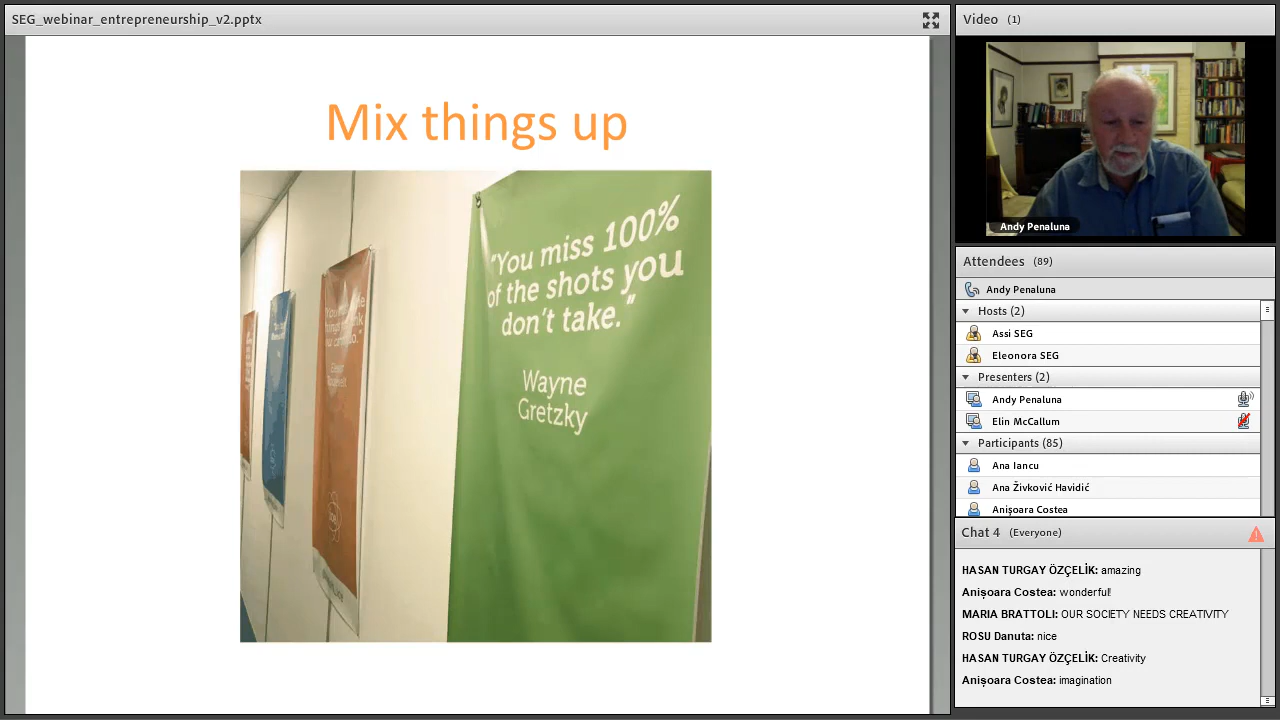 SEG_webinar_entrepreneurship_v2.pptx
Mix things up
"You miss 100%
of the shots you
don't take."
Wayne
Gretzky
Video (1)
Andy Penaluna
Attendees (89)
Andy Penaluna
Hosts (2)
Assi SEG
Eleonora SEG
Presenters (2)
Andy Penaluna
Elin McCallum
Participants (85)
Ana Iancu
Ana Živković Havidić
Anişoara Costea
Chat 4 (Everyone)
HASAN TURGAY ÖZÇELİK: amazing
Anişoara Costea: wonderful!
MARIA BRATTOLI: OUR SOCIETY NEEDS CREATIVITY
ROSU Danuta: nice
HASAN TURGAY ÖZÇELİK: Creativity
Anişoara Costea: imagination